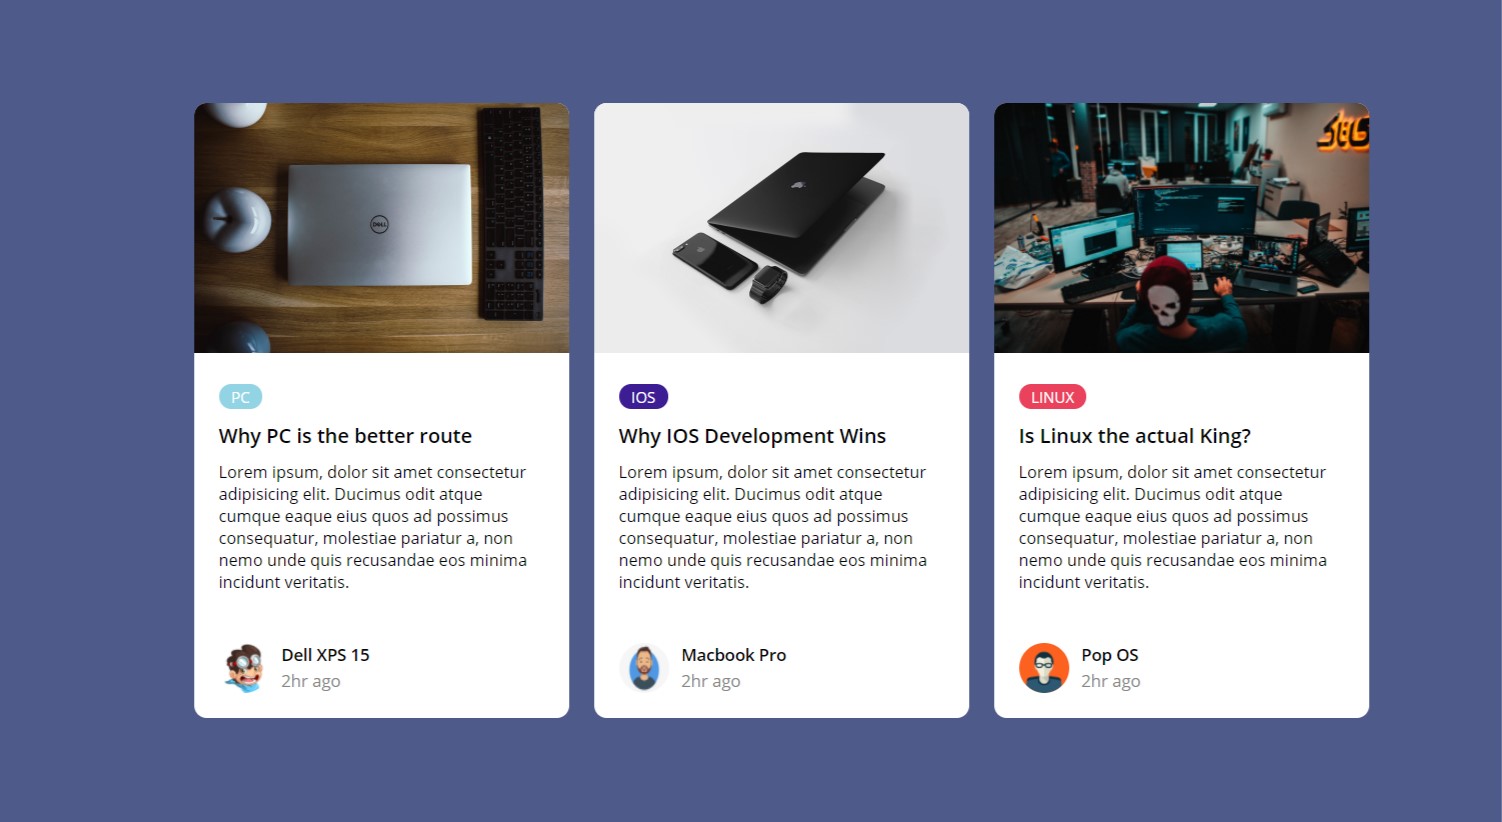 DELL
PC
Why PC is the better route
Lorem ipsum, dolor sit amet consectetur
adipisicing elit. Ducimus odit atque
cumque eaque eius quos ad possimus
consequatur, molestiae pariatur a, non
nemo unde quis recusandae eos minima
incidunt veritatis.
Dell XPS 15
2hr ago
IOS
Why IOS Development Wins
Lorem ipsum, dolor sit amet consectetur
adipisicing elit. Ducimus odit atque
cumque eaque eius quos ad possimus
consequatur, molestiae pariatur a, non
nemo unde quis recusandae eos minima
incidunt veritatis.
Macbook Pro
2hr ago
LINUX
Is Linux the actual King?
Lorem ipsum, dolor sit amet consectetur
adipisicing elit. Ducimus odit atque
cumque eaque eius quos ad possimus
consequatur, molestiae pariatur a, non
nemo unde quis recusandae eos minima
incidunt veritatis.
Pop OS
2hr ago